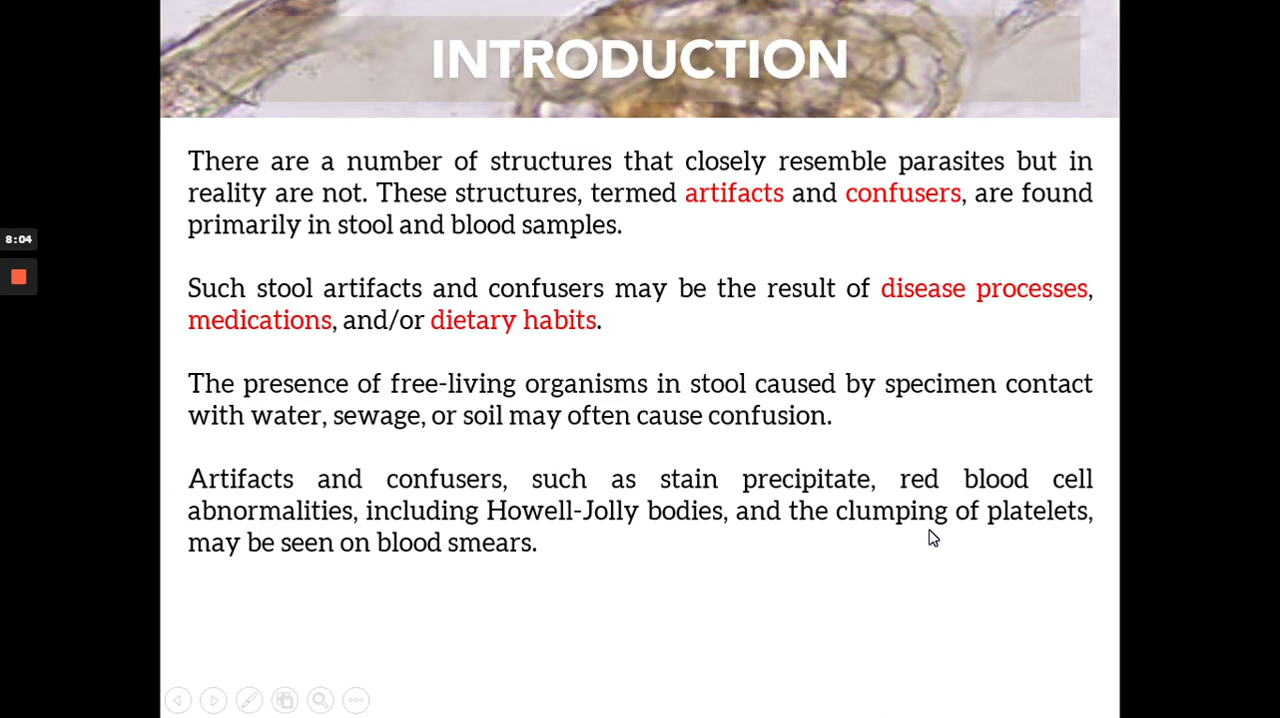 INTRODUCTION
There are a number of structures that closely resemble parasites but in
reality are not. These structures, termed artifacts and confusers, are found
primarily in stool and blood samples.
Such stool artifacts and confusers may be the result of disease processes,
medications, and/or dietary habits.
The presence of free-living organisms in stool caused by specimen contact
with water, sewage, or soil may often cause confusion.
Artifacts and confusers, such as stain precipitate, red blood cell
abnormalities, including Howell-Jolly bodies, and the clumping of platelets,
may be seen on blood smears.
8:04